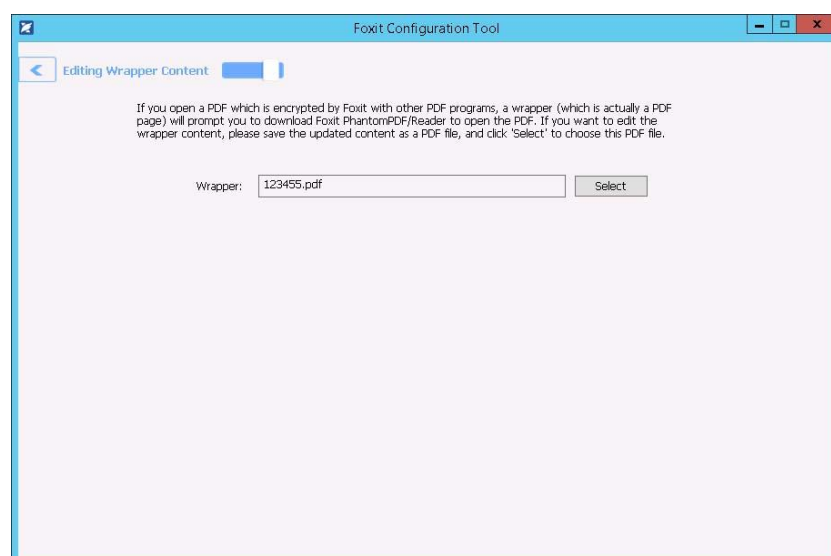 Foxit Configuration Tool
Editing Wrapper Content
If you open a PDF which is encrypted by Foxit with other PDF programs, a wrapper (which is actually a PDF
page) will prompt you to download Foxit PhantomPDF/Reader to open the PDF. If you want to edit the
wrapper content, please save the updated content as a PDF file, and click 'Select' to choose this PDF file.
Wrapper: 123455.pdf Select